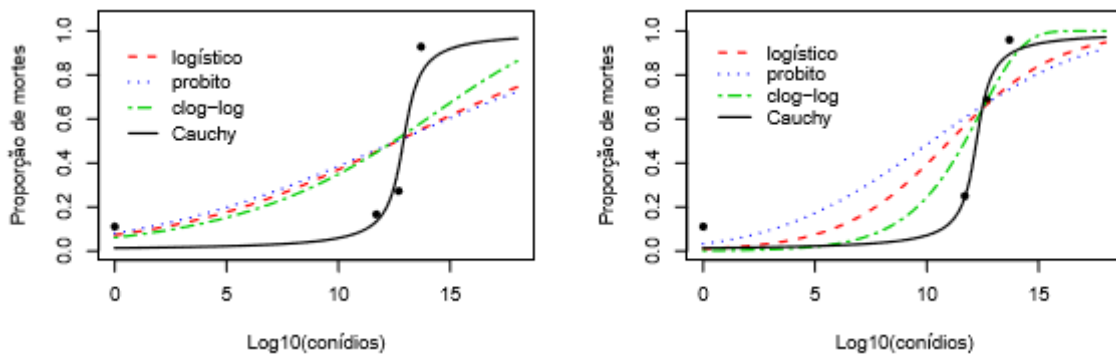 Proporção de mortes
0.0 0.2 0.4 0.6 0.8 1.0
logístico
probito
clog-log
Cauchy
0 5 10 15
Log10(conídios)
Proporção de mortes
0.0 0.2 0.4 0.6 0.8 1.0
logístico
probito
clog-log
Cauchy
0 5 10 15
Log10(conídios)